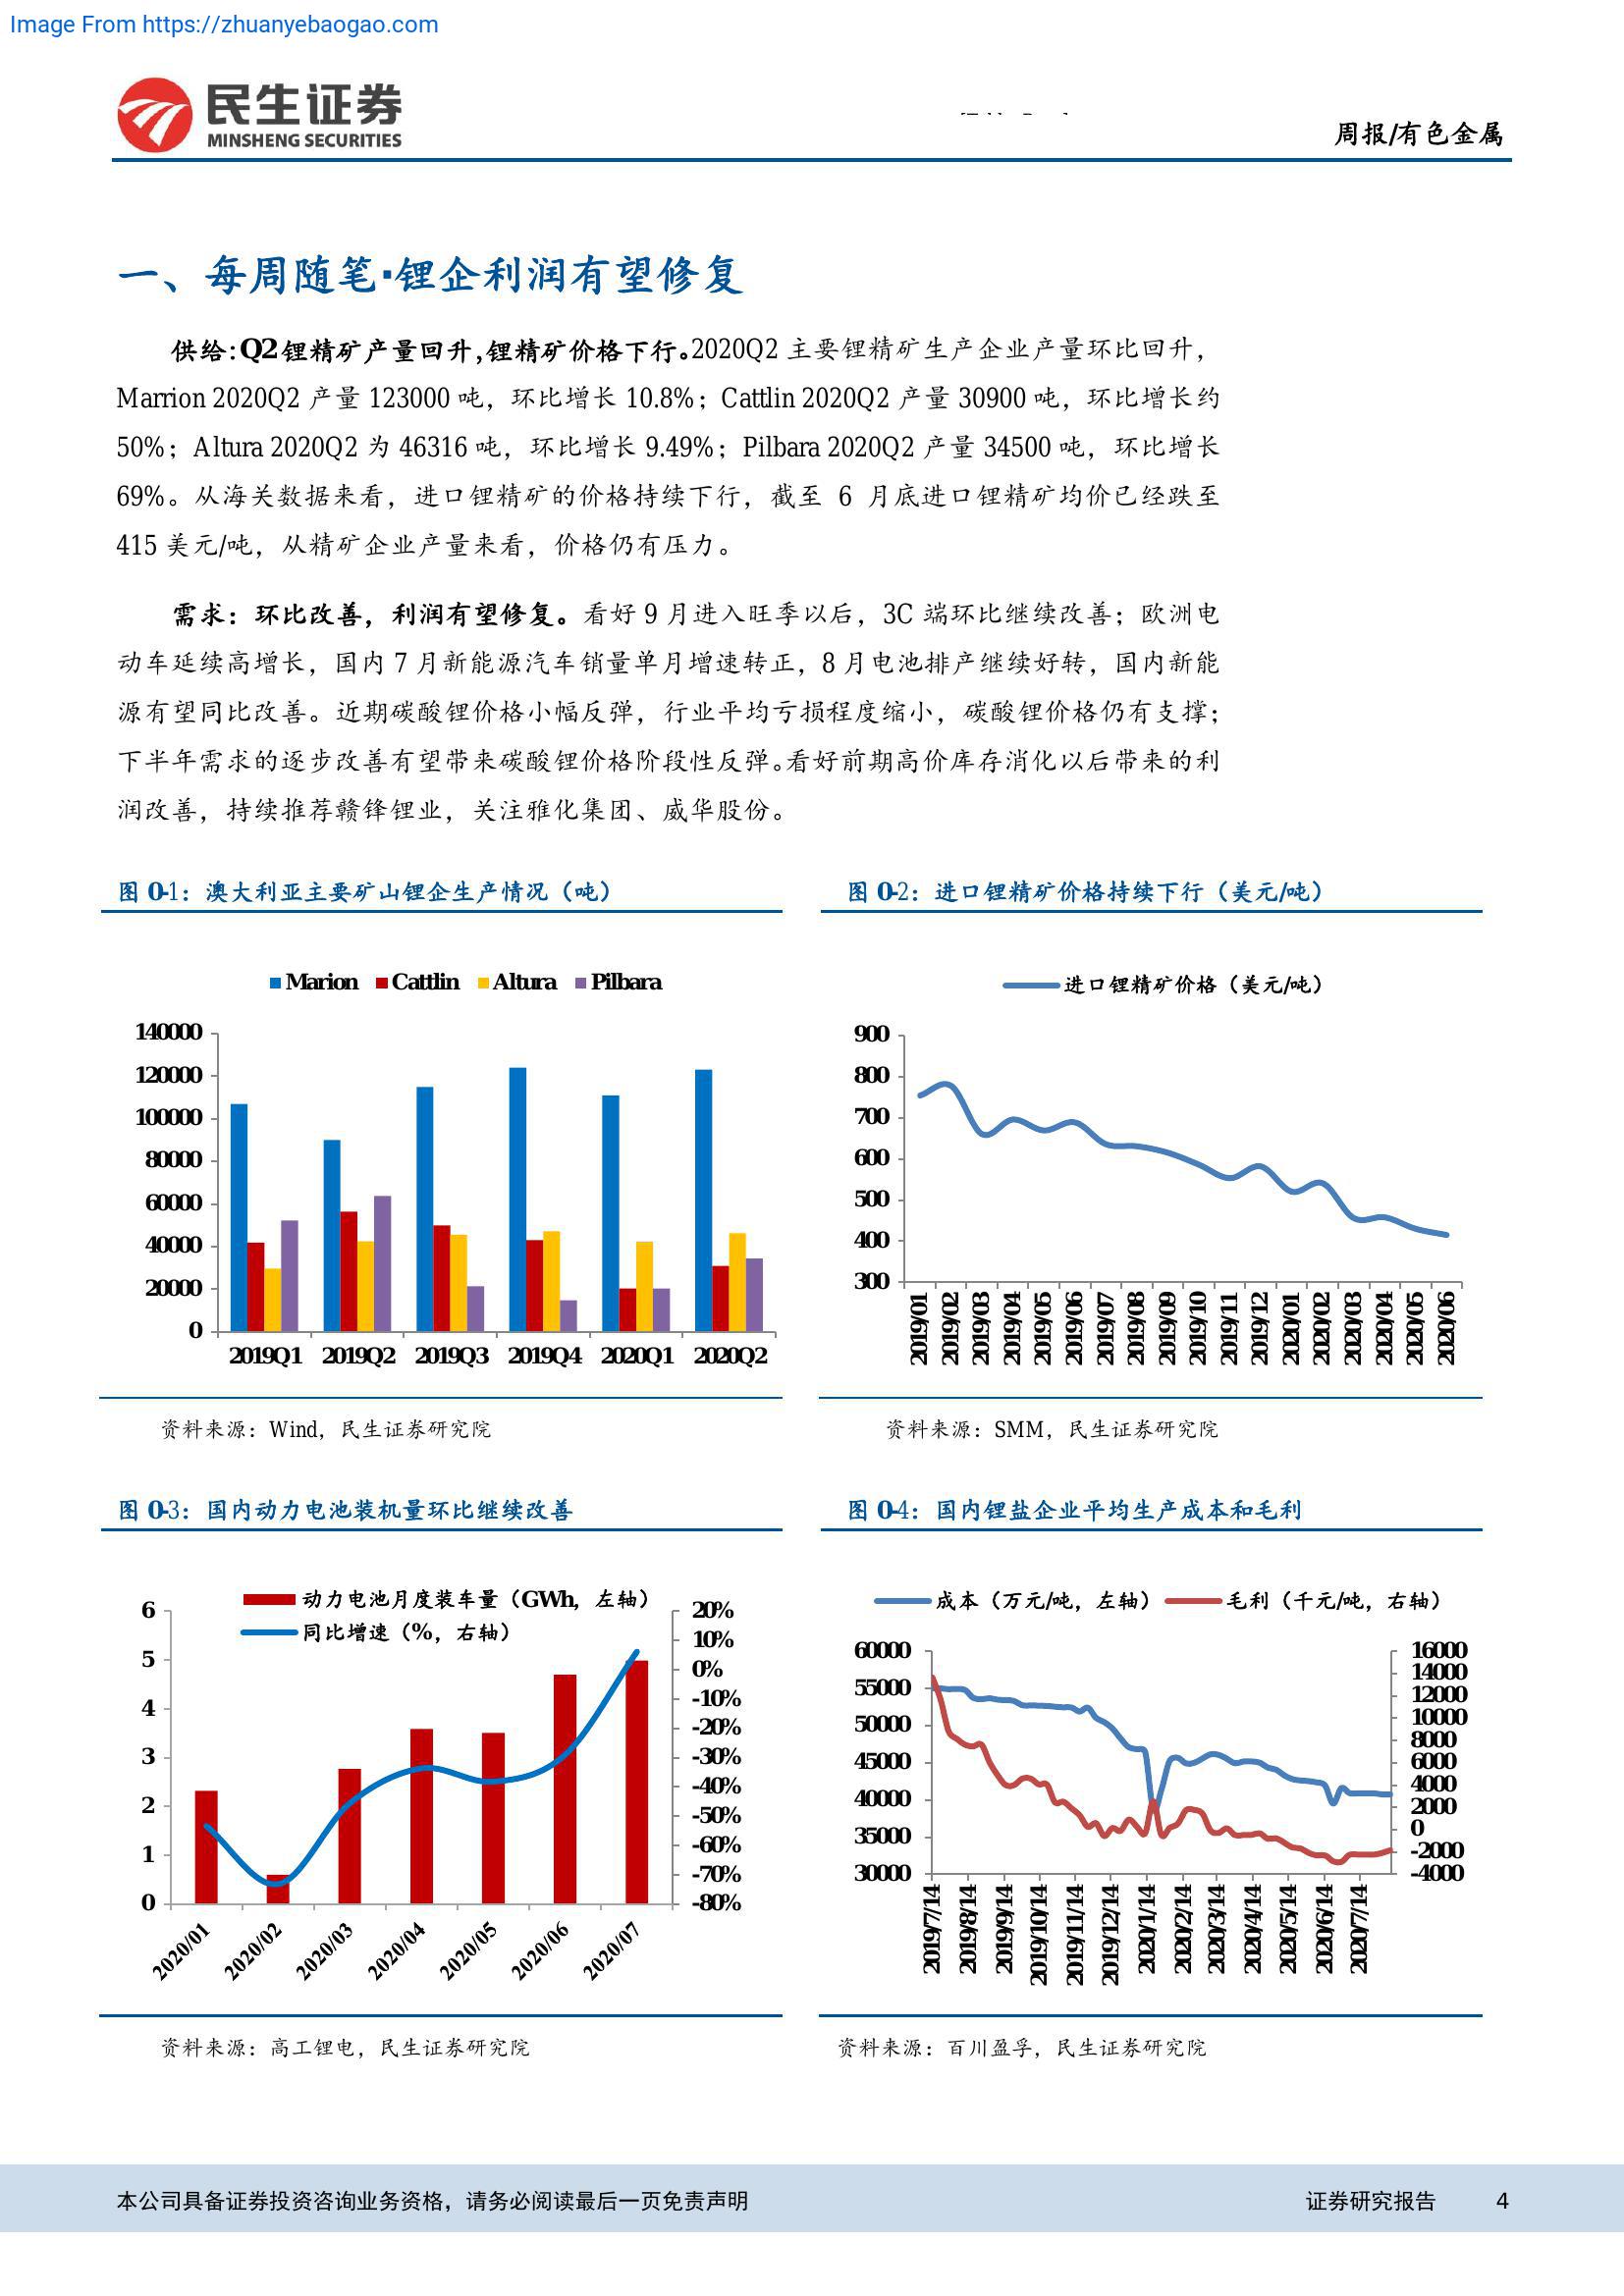 Image From https://zhuanyebaogao.com
民生证券
MINSHENG SECURITIES
周报/有色金属
一、每周随笔·锂企利润有望修复
供给：Q2锂精矿产量回升，锂精矿价格下行。2020Q2 主要锂精矿生产企业产量环比回升，
Marrion 2020Q2 产量 123000 吨，环比增长 10.8%；Cattlin 2020Q2 产量 30900 吨，环比增长约
50%；Altura 2020Q2 为 46316 吨，环比增长 9.49%；Pilbara 2020Q2 产量 34500 吨，环比增长
69%。从海关数据来看，进口锂精矿的价格持续下行，截至 6 月底进口锂精矿均价已经跌至
415 美元/吨，从精矿企业产量来看，价格仍有压力。
需求：环比改善，利润有望修复。看好 9 月进入旺季以后，3C 端环比继续改善；欧洲电
动车延续高增长，国内 7 月新能源汽车销量单月增速转正，8 月电池排产继续好转，国内新能
源有望同比改善。近期碳酸锂价格小幅反弹，行业平均亏损程度缩小，碳酸锂价格仍有支撑；
下半年需求的逐步改善有望带来碳酸锂价格阶段性反弹。看好前期高价库存消化以后带来的利
润改善，持续推荐赣锋锂业，关注雅化集团、威华股份。
图 0-1：澳大利亚主要矿山锂企生产情况（吨）
Marion Cattlin Altura Pilbara
140000
120000
100000
80000
60000
40000
20000
0
2019Q1 2019Q2 2019Q3 2019Q4 2020Q1 2020Q2
资料来源：Wind，民生证券研究院
图 0-2：进口锂精矿价格持续下行（美元/吨）
进口锂精矿价格（美元/吨）
900
800
700
600
500
400
300
2019/01 2019/02 2019/03 2019/04 2019/05 2019/06 2019/07 2019/08 2019/09 2019/10 2019/11 2019/12 2020/01 2020/02 2020/03 2020/04 2020/05 2020/06
资料来源：SMM，民生证券研究院
图 0-3：国内动力电池装机量环比继续改善
动力电池月度装车量（GWh，左轴）
同比增速（%，右轴）
6
5
4
3
2
1
0
20%
10%
0%
-10%
-20%
-30%
-40%
-50%
-60%
-70%
-80%
2020/01 2020/02 2020/03 2020/04 2020/05 2020/06 2020/07
资料来源：高工锂电，民生证券研究院
图 0-4：国内锂盐企业平均生产成本和毛利
成本（万元/吨，左轴） 毛利（千元/吨，右轴）
60000
55000
50000
45000
40000
35000
30000
16000
14000
12000
10000
8000
6000
4000
2000
0
-2000
-4000
2019/7/14 2019/8/14 2019/9/14 2019/10/14 2019/11/14 2019/12/14 2020/1/14 2020/2/14 2020/3/14 2020/4/14 2020/5/14 2020/6/14 2020/7/14
资料来源：百川盈孚，民生证券研究院
本公司具备证券投资咨询业务资格，请务必阅读最后一页免责声明
证券研究报告 4